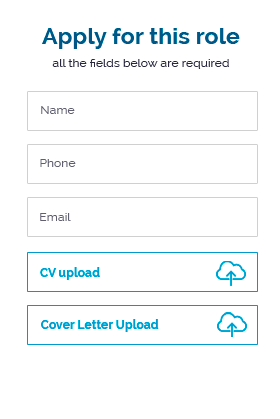 Apply for this role
all the fields below are required
Name
Phone
Email
CV upload
Cover Letter Upload